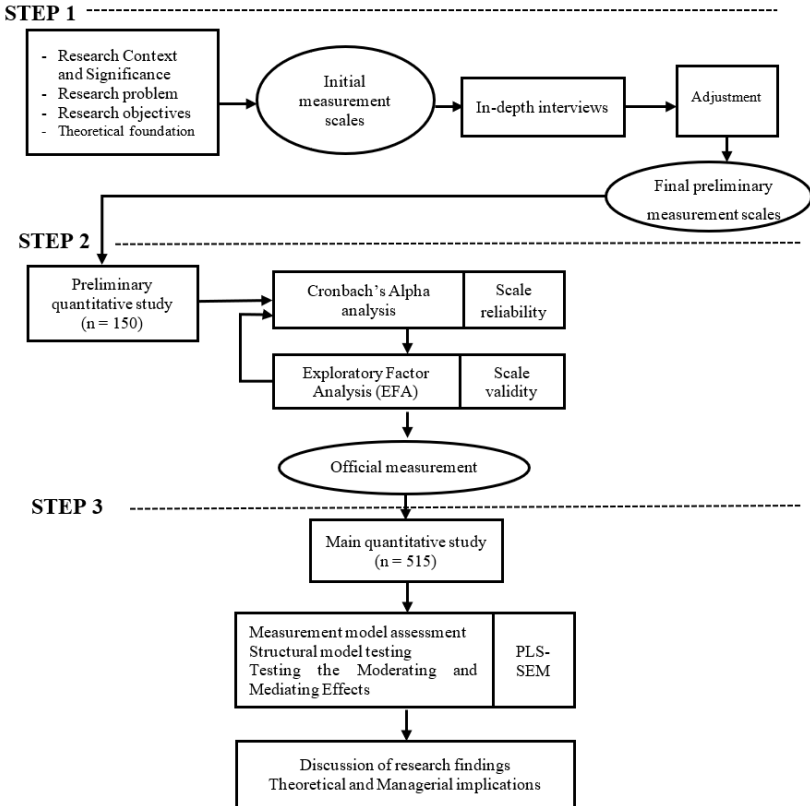 STEP 1
- Research Context
and Significance
- Research problem
- Research objectives
- Theoretical foundation
Initial
measurement
scales
In-depth interviews
Adjustment
Final preliminary
measurement scales
STEP 2
Preliminary
quantitative study
(n = 150)
Cronbach's Alpha
analysis
Scale
reliability
Exploratory Factor
Analysis (EFA)
Scale
validity
Official measurement
STEP 3
Main quantitative study
(n = 515)
Measurement model assessment
Structural model testing
Testing the Moderating and
Mediating Effects
PLS-
SEM
Discussion of research findings
Theoretical and Managerial implications